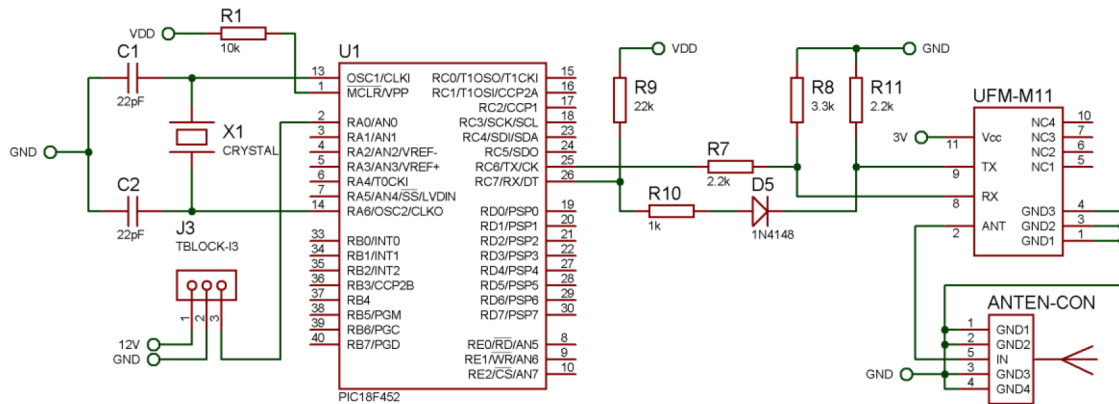 R1
VDD
10k
C1
22pF
GND
X1
CRYSTAL
C2
22pF
J3
TBLOCK-I3
1
2
3
12V
GND
U1
13 OSC1/CLKI
1 MCLR/VPP
2 RA0/AN0
3 RA1/AN1
4 RA2/AN2/VREF-
5 RA3/AN3/VREF+
6 RA4/T0CKI
7 RA5/AN4/SS/LVDIN
14 RA6/OSC2/CLKO
33 RB0/INT0
34 RB1/INT1
35 RB2/INT2
36 RB3/CCP2B
37 RB4
38 RB5/PGM
39 RB6/PGC
40 RB7/PGD
RC0/T1OSO/T1CKI 15
RC1/T1OSI/CCP2A 16
RC2/CCP1 17
RC3/SCK/SCL 18
RC4/SDI/SDA 23
RC5/SDO 24
RC6/TX/CK 25
RC7/RX/DT 26
RD0/PSP0 19
RD1/PSP1 20
RD2/PSP2 21
RD3/PSP3 22
RD4/PSP4 27
RD5/PSP5 28
RD6/PSP6 29
RD7/PSP7 30
RE0/RD/AN5 8
RE1/WR/AN6 9
RE2/CS/AN7 10
PIC18F452
VDD
R9
22k
R10
1k
R7
2.2k
D5
1N4148
GND
R8
3.3k
R11
2.2k
UFM-M11
3V
11 Vcc
9 TX
8 RX
2 ANT
NC4 10
NC3 7
NC2 6
NC1 5
GND3 4
GND2 3
GND1 1
ANTEN-CON
1 GND1
2 GND2
5 IN
3 GND3
4 GND4
GND